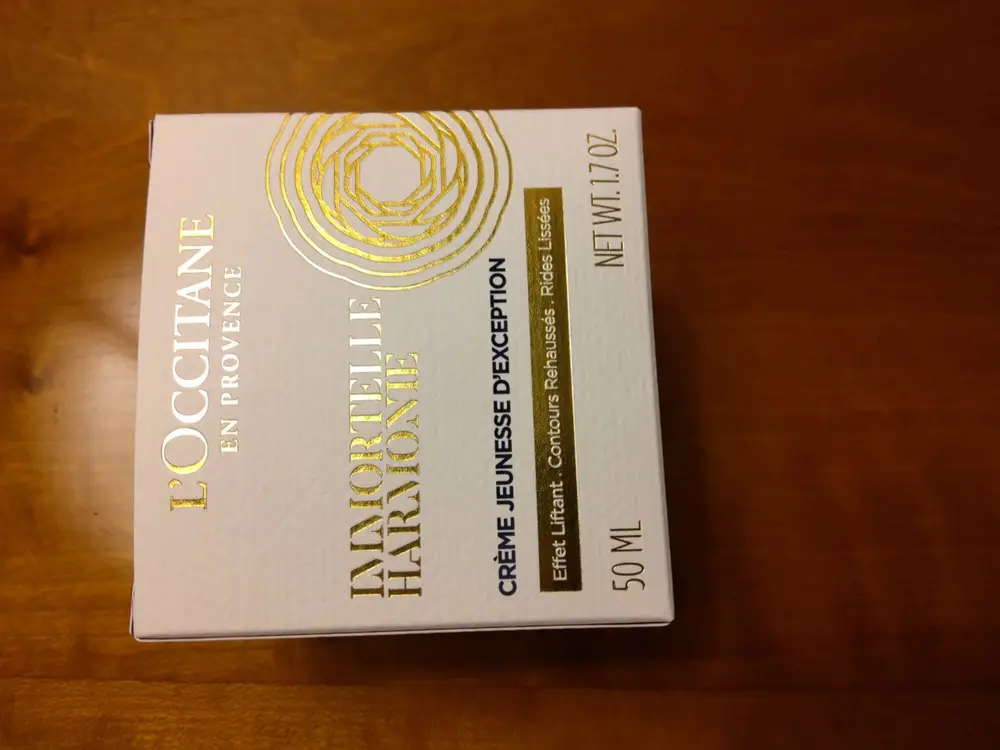 L'OCCITANE
EN PROVENCE
IMMORTELLE
HARMONIE
CRÈME JEUNESSE D'EXCEPTION
Effet Liftant . Contours Rehaussés . Rides Lissées
50 ML NET WT. 1.7 OZ.